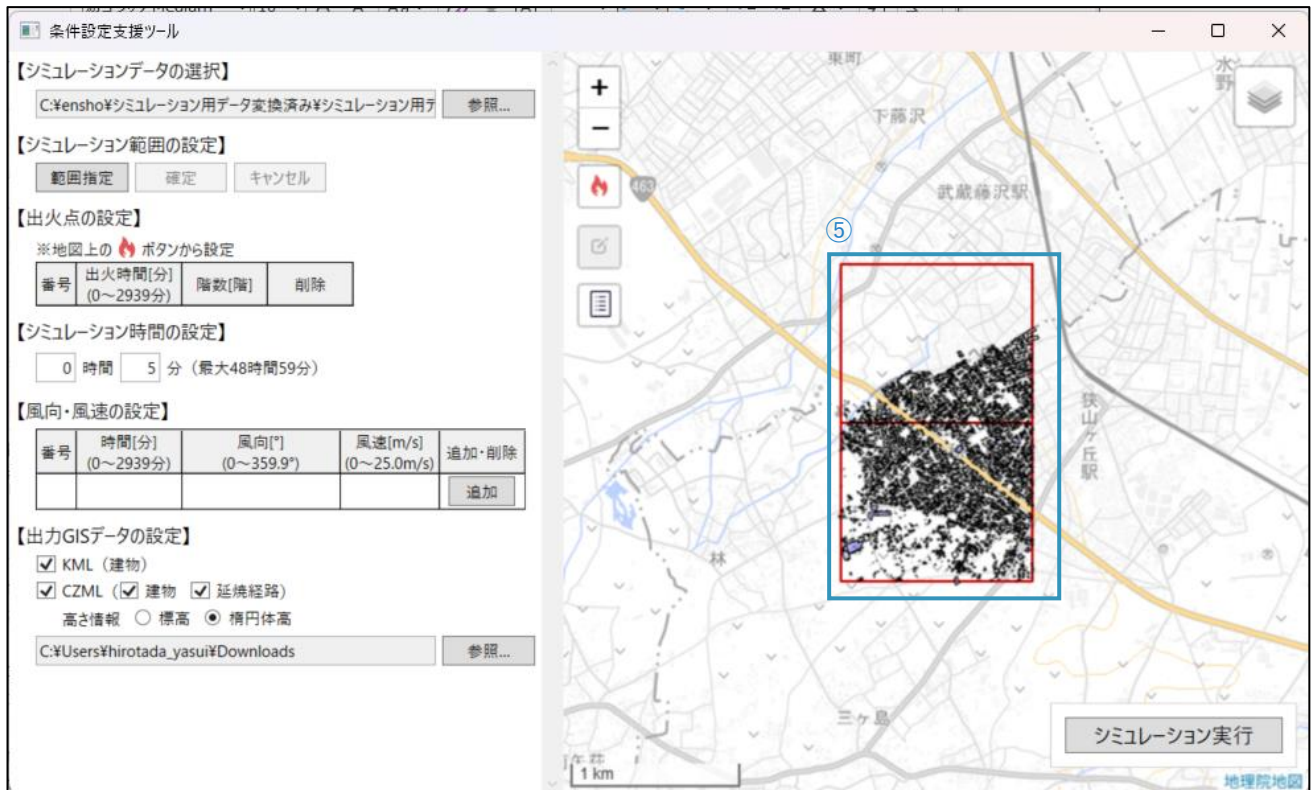 条件設定支援ツール
【シミュレーションデータの選択】
C:¥ensho¥シミュレーション用データ変換済み¥シミュレーション用デ
参照...
【シミュレーション範囲の設定】
範囲指定 確定 キャンセル
【出火点の設定】
※地図上の ボタンから設定
番号 出火時間[分] (0~2939分) 階数[階] 削除
【シミュレーション時間の設定】
0 時間 5 分 (最大48時間59分)
【風向・風速の設定】
番号 時間[分] (0~2939分) 風向[°] (0~359.9°) 風速[m/s] (0~25.0m/s) 追加・削除
追加
【出力GISデータの設定】
KML(建物)
CZML(建物 延焼経路)
高さ情報 標高 楕円体高
C:¥Users¥hirotada_yasui¥Downloads
参照...
+
−
463
東町
水野
下藤沢
武蔵藤沢駅
⑤
狭山ヶ丘駅
林
三ヶ島
1 km
シミュレーション実行
地理院地図